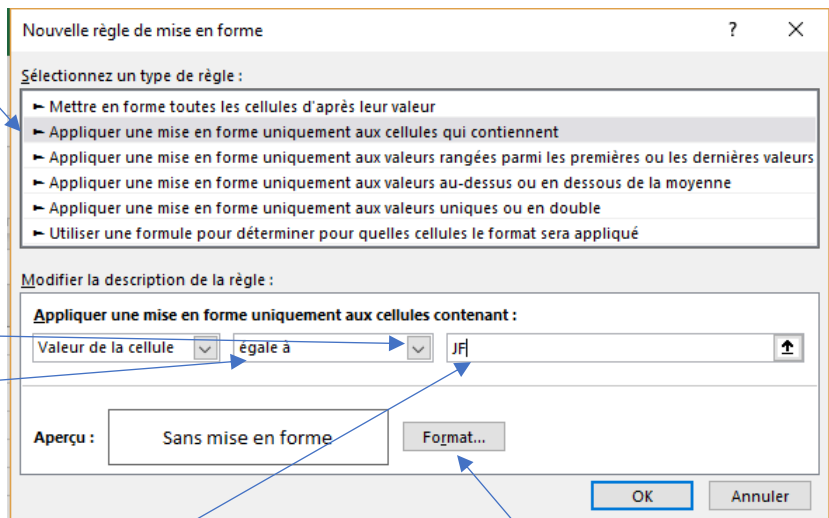 Nouvelle règle de mise en forme ? ×
Sélectionnez un type de règle :
► Mettre en forme toutes les cellules d'après leur valeur
► Appliquer une mise en forme uniquement aux cellules qui contiennent
► Appliquer une mise en forme uniquement aux valeurs rangées parmi les premières ou les dernières valeurs
► Appliquer une mise en forme uniquement aux valeurs au-dessus ou en dessous de la moyenne
► Appliquer une mise en forme uniquement aux valeurs uniques ou en double
► Utiliser une formule pour déterminer pour quelles cellules le format sera appliqué
Modifier la description de la règle :
Appliquer une mise en forme uniquement aux cellules contenant :
Valeur de la cellule égale à JF
Aperçu : Sans mise en forme Format...
OK Annuler